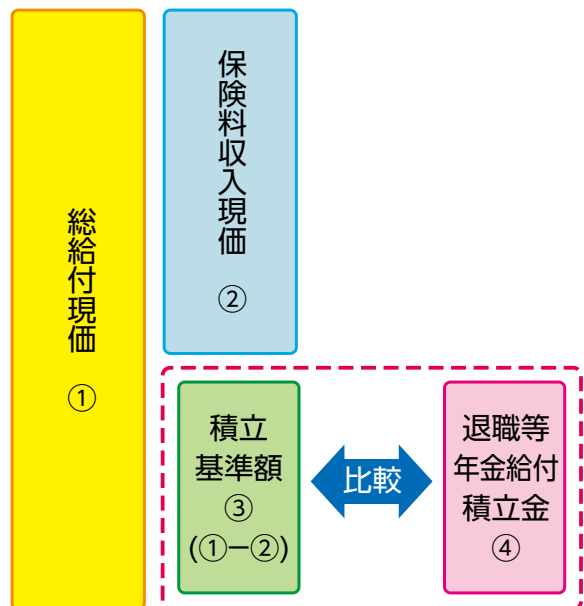 総給付現価 ①
保険料収入現価 ②
積立
基準額
③
(①－②)
比較
退職等
年金給付
積立金
④